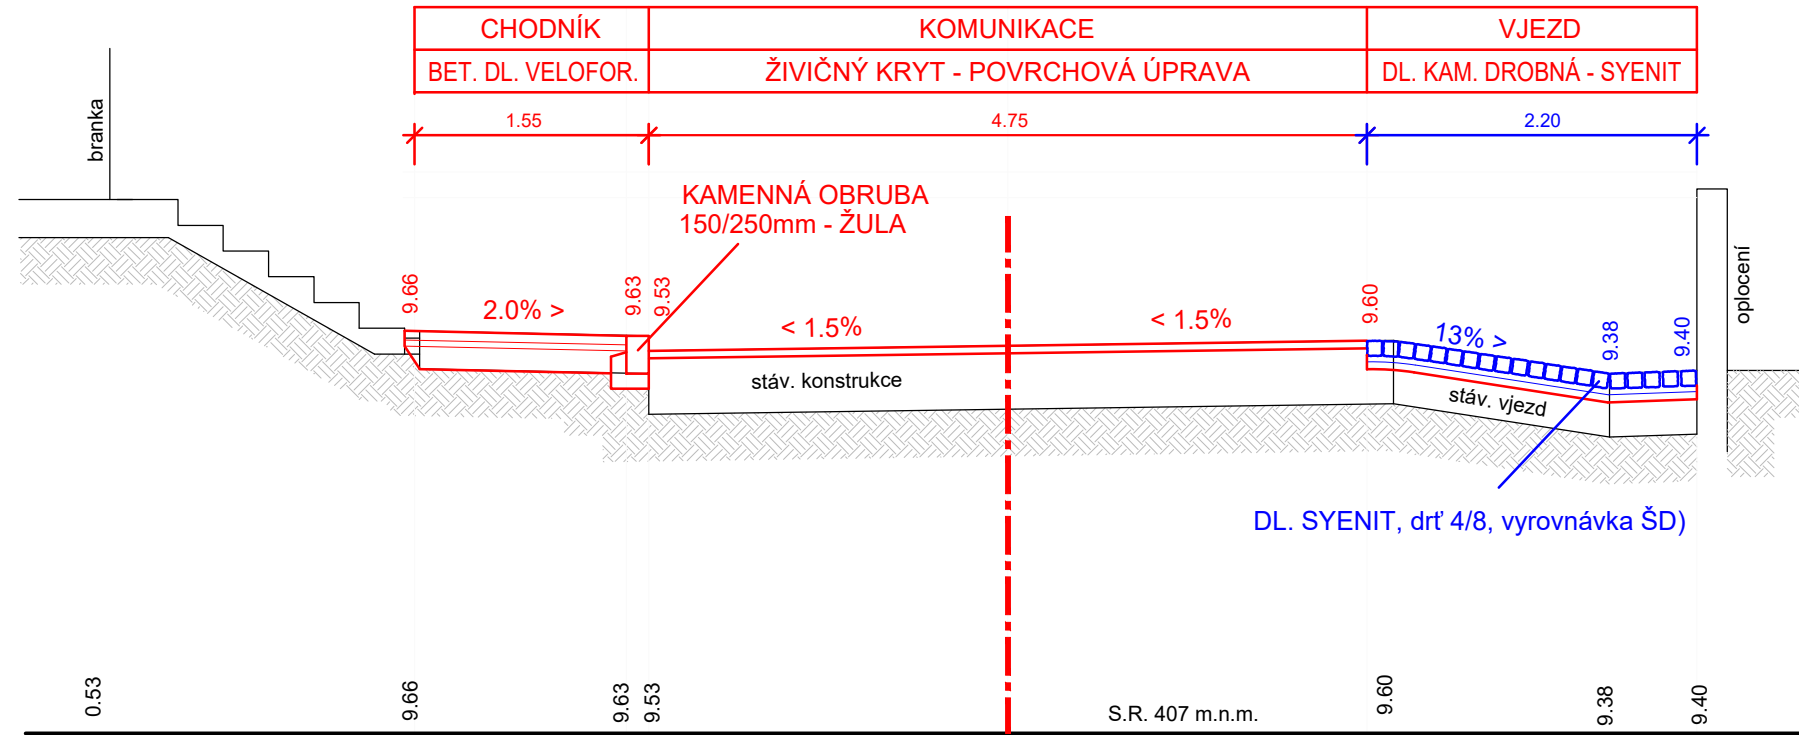 CHODNÍK
KOMUNIKACE
VJEZD
BET. DL. VELOFOR.
ŽIVIČNÝ KRYT - POVRCHOVÁ ÚPRAVA
DL. KAM. DROBNÁ - SYENIT
1.55
4.75
2.20
branka
KAMENNÁ OBRUBA
150/250mm - ŽULA
oplocení
9.66
2.0% >
9.63
9.53
< 1.5%
< 1.5%
9.60
13% >
9.38
9.40
stáv. konstrukce
stáv. vjezd
DL. SYENIT, drť 4/8, vyrovnávka ŠD)
0.53
9.66
9.63
9.53
S.R. 407 m.n.m.
9.60
9.38
9.40